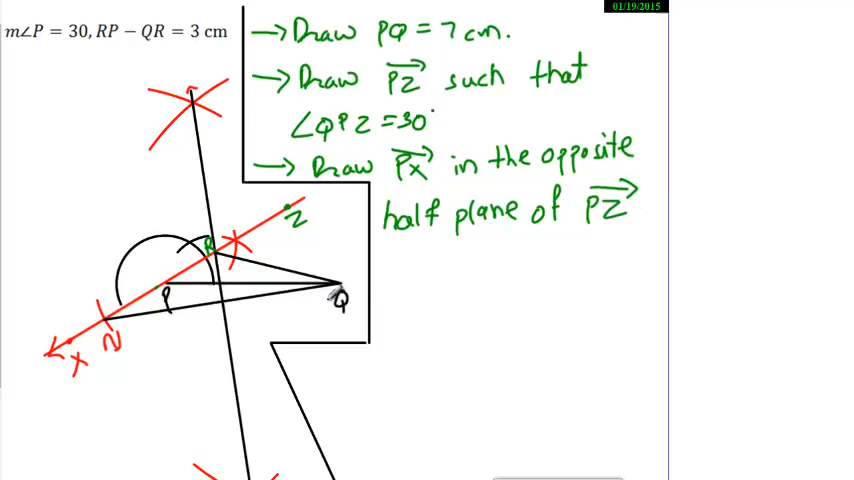 01/19/2015
m∠P = 30, RP − QR = 3 cm
→ Draw PQ = 7 cm.
→ Draw PZ such that
∠QPZ = 30°
→ Draw PX in the opposite
half plane of PZ
Z
R
P
Q
N
X